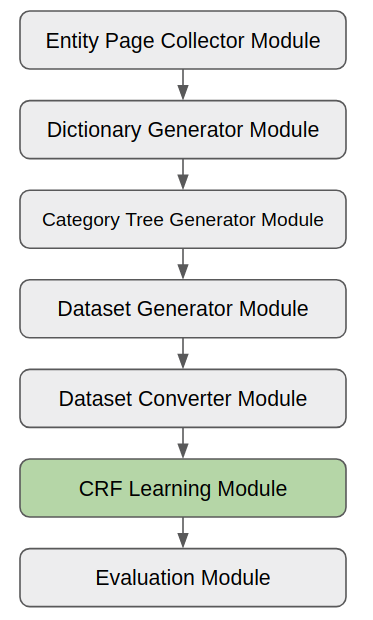 Entity Page Collector Module
Dictionary Generator Module
Category Tree Generator Module
Dataset Generator Module
Dataset Converter Module
CRF Learning Module
Evaluation Module